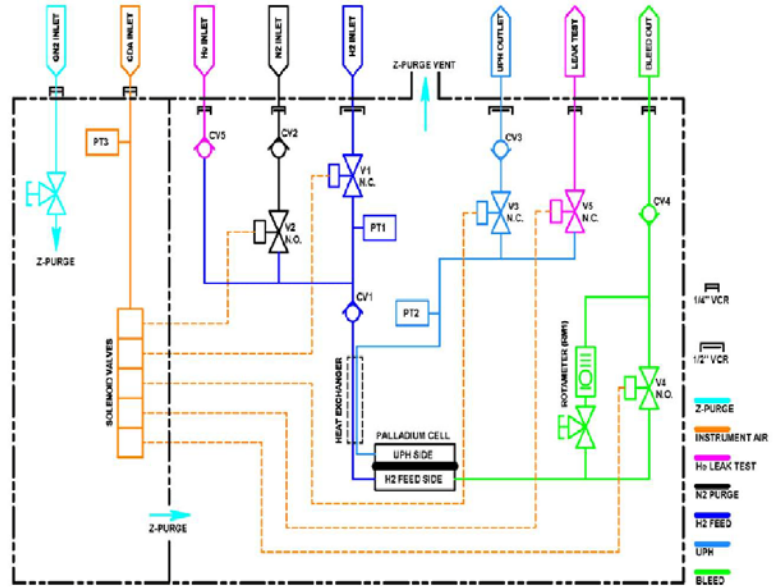 GN2 INLET
CDA INLET
He INLET
N2 INLET
H2 INLET
UPH OUTLET
LEAK TEST
BLEED OUT
Z-PURGE VENT
PT3
CV5
CV2
CV3
V1
N.C.
CV4
V2
N.O.
V3
N.C.
V5
N.C.
PT1
Z-PURGE
1/4" VCR
CV1
PT2
SOLENOID VALVES
HEAT EXCHANGER
ROTAMETER (RM1)
1/2" VCR
V4
N.O.
Z-PURGE
PALLADIUM CELL
INSTRUMENT AIR
UPH SIDE
He LEAK TEST
H2 FEED SIDE
N2 PURGE
Z-PURGE
H2 FEED
UPH
BLEED